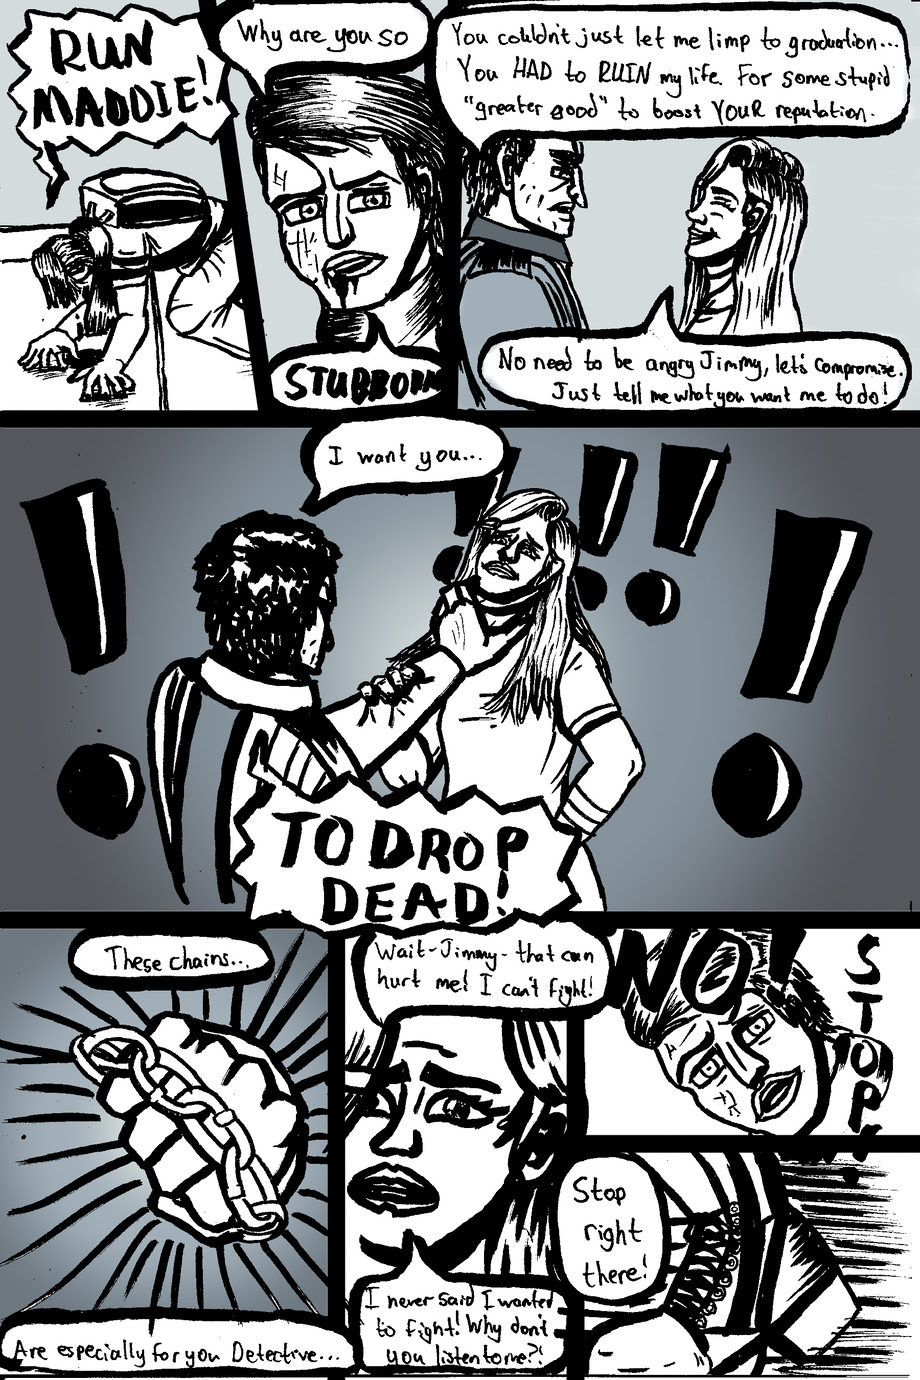 RUN
MADDIE!
Why are you so
STUBBORN
You couldn't just let me limp to graduation...
You HAD to RUIN my life. For some stupid
"greater good" to boost YOUR reputation.
No need to be angry Jimmy, let's compromise.
Just tell me what you want me to do!
I want you...
TO DROP
DEAD!
These chains...
Are especially for you Detective...
Wait-Jimmy-that can
hurt me! I can't fight!
I never said I wanted
to fight! Why don't
you listen to me?!
NO!
STOP!
Stop
right
there!